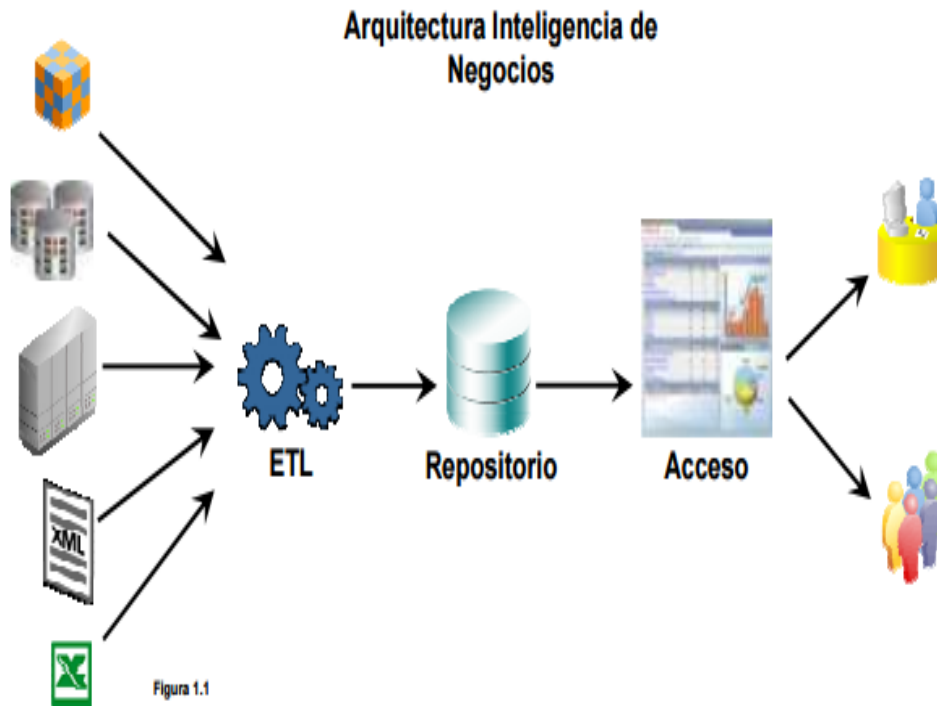 Arquitectura Inteligencia de
Negocios
XML
ETL
Repositorio
Acceso
Figura 1.1